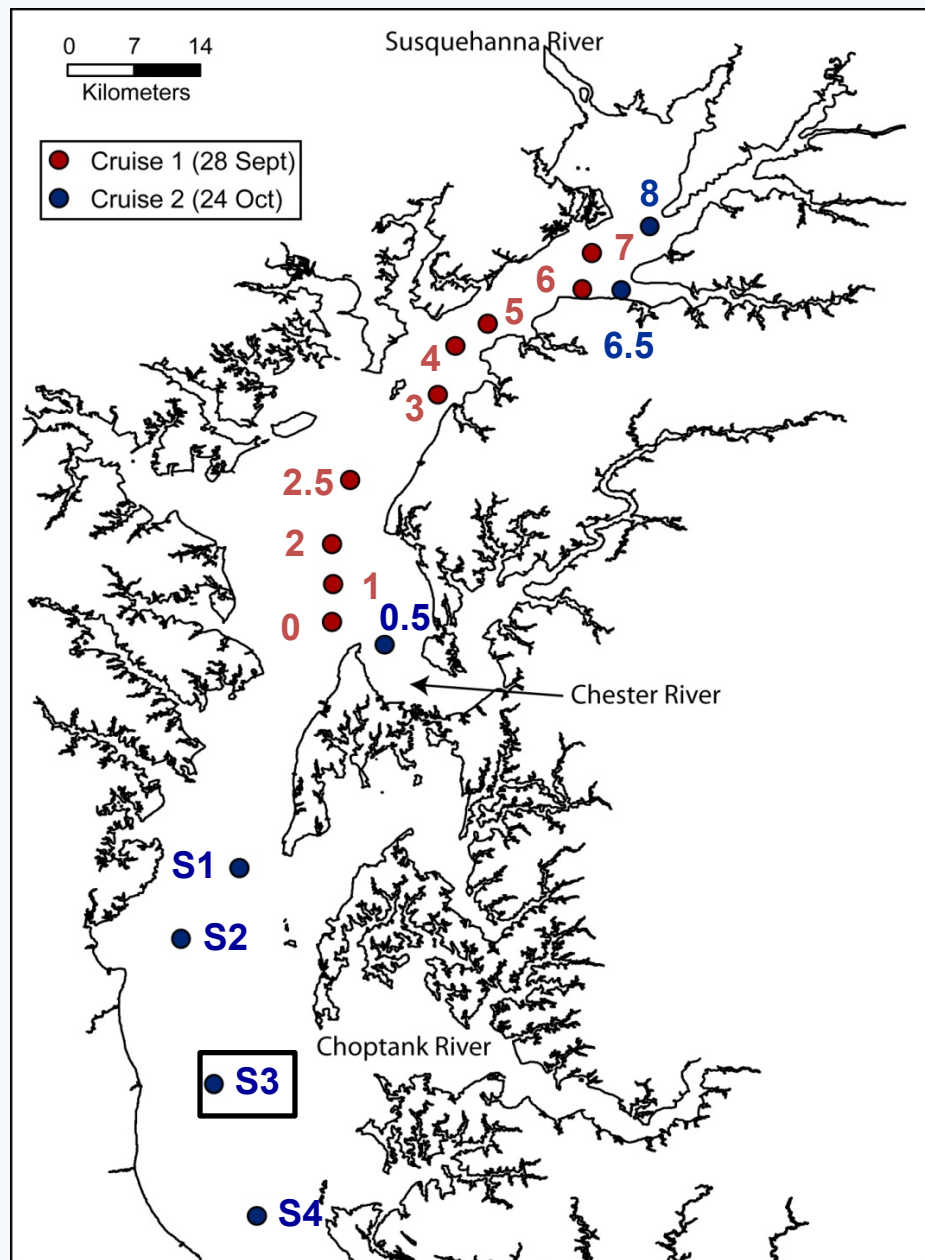 Susquehanna River
0 7 14
Kilometers
Cruise 1 (28 Sept)
Cruise 2 (24 Oct)
8
7
6
5
6.5
4
3
2.5
2
1
0.5
0
Chester River
S1
S2
Choptank River
S3
S4